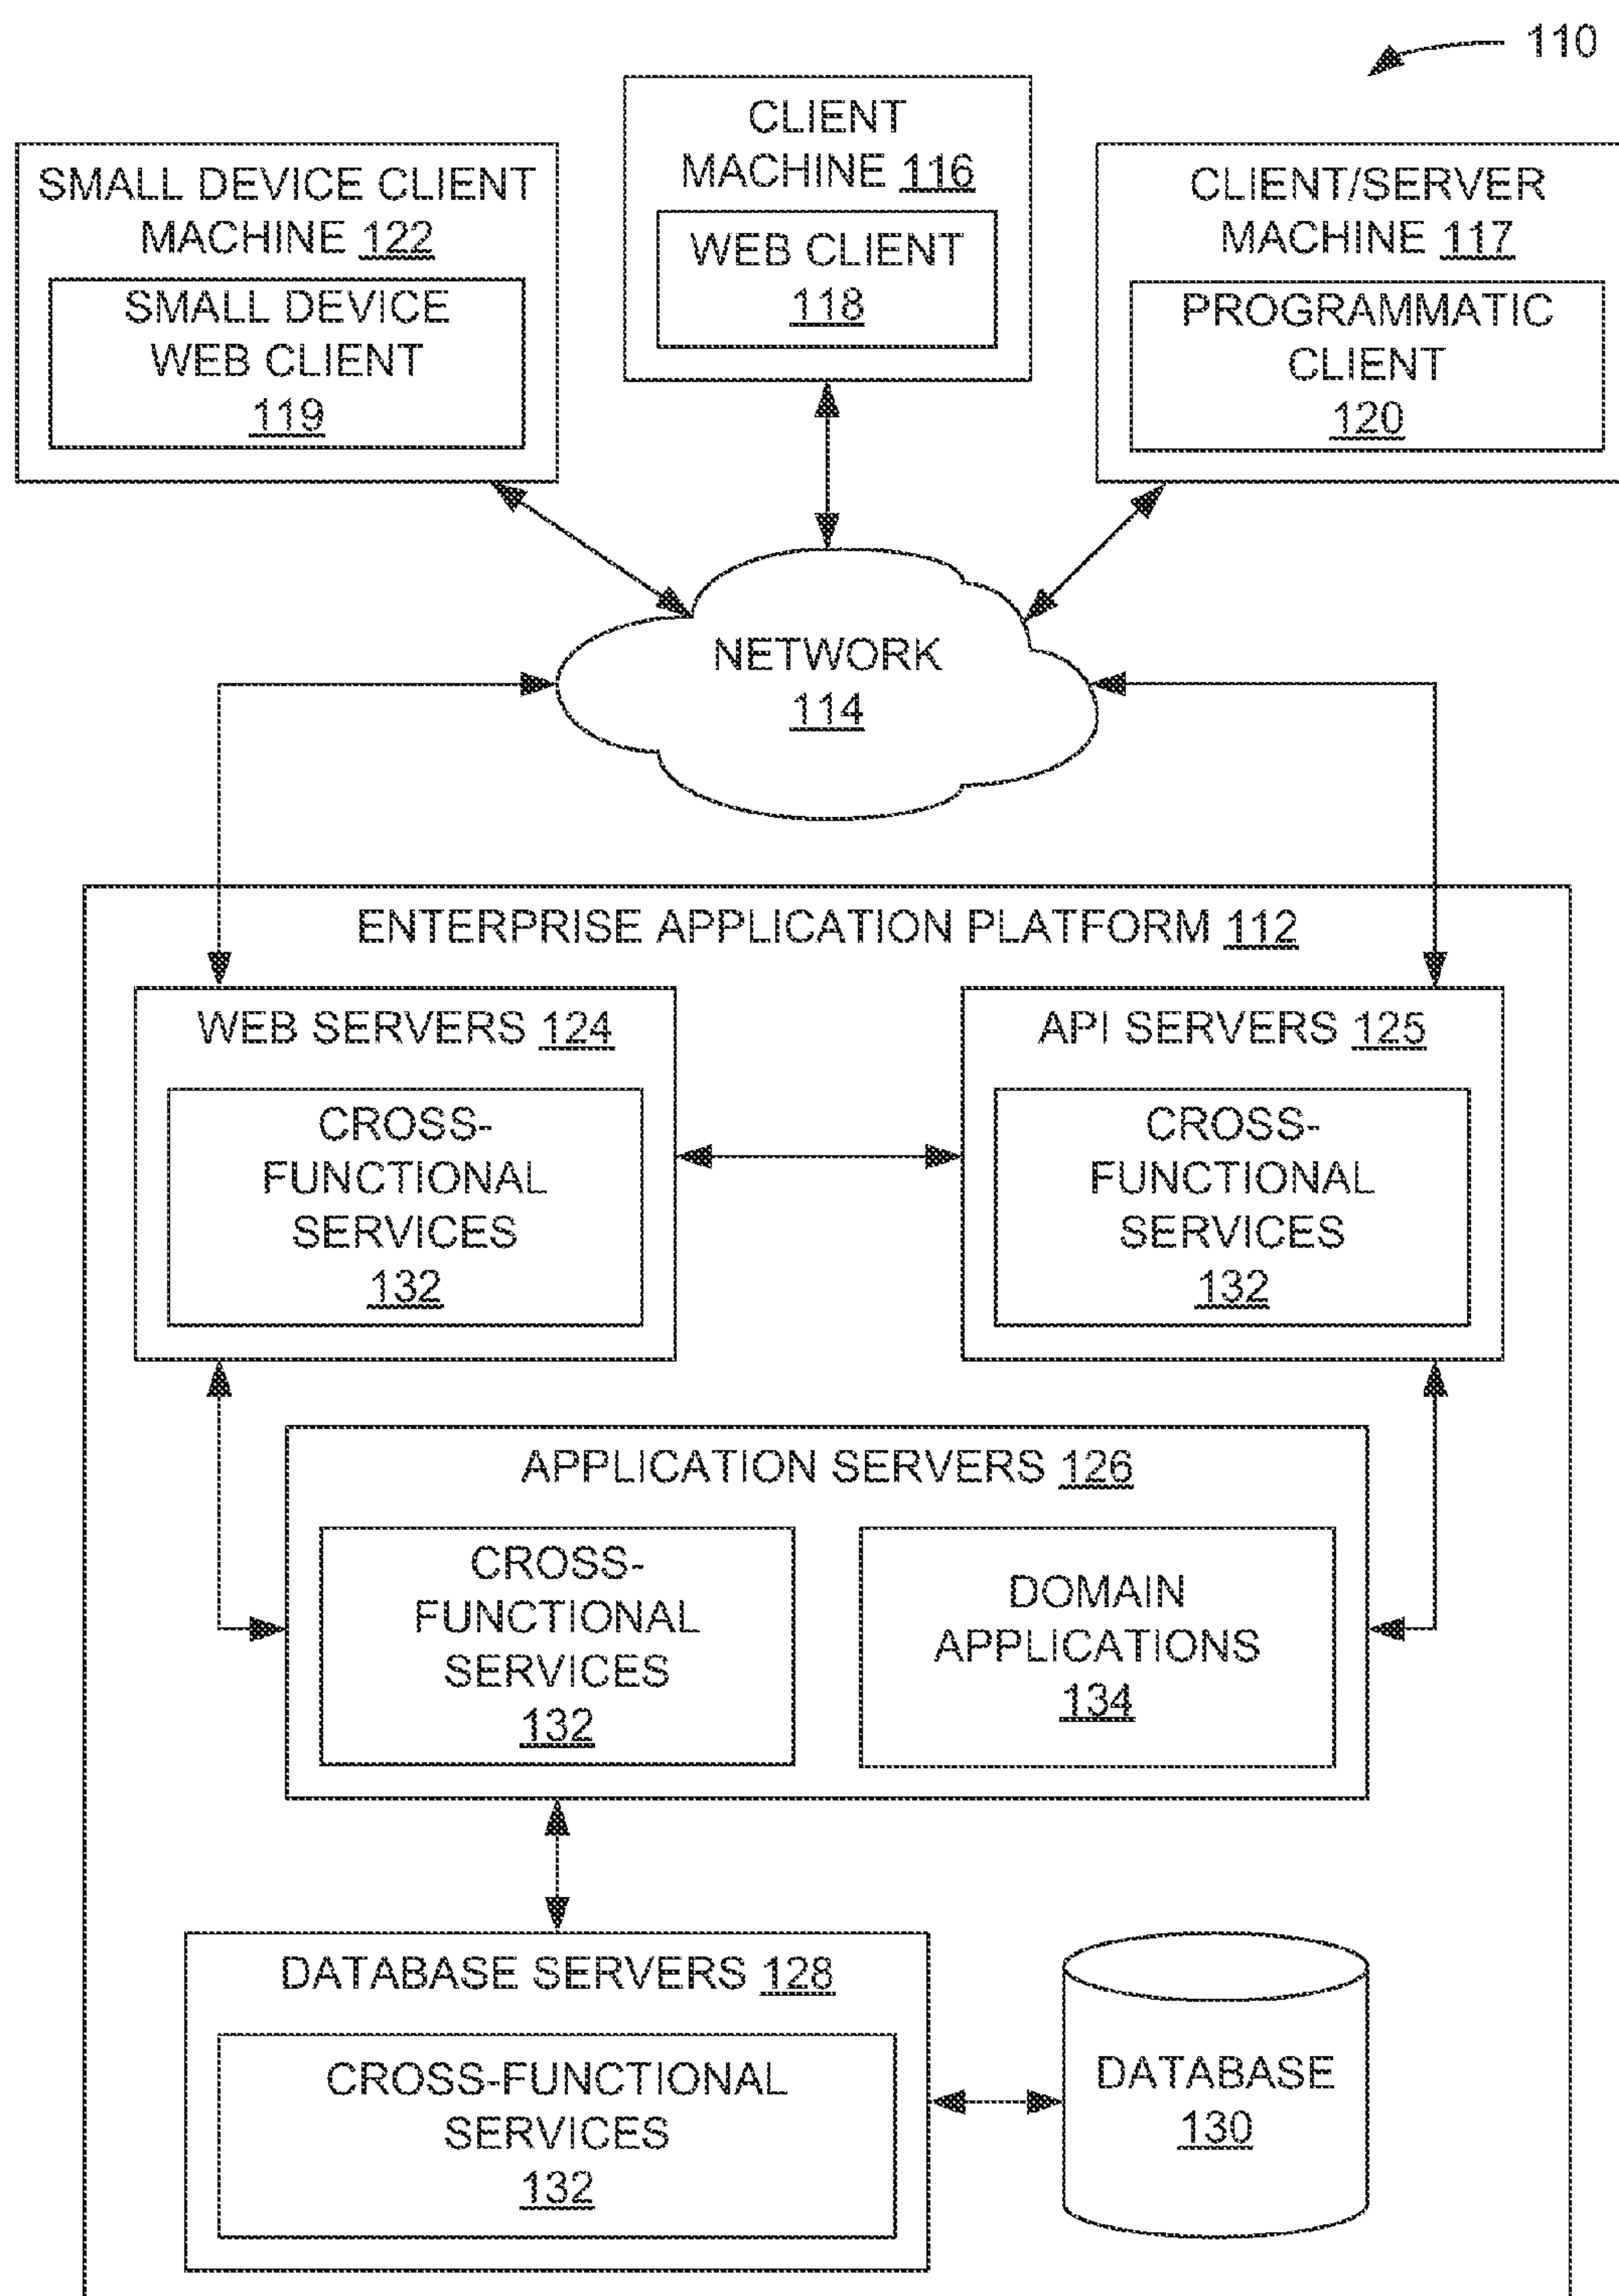 110
CLIENT
MACHINE 116
WEB CLIENT
118
SMALL DEVICE CLIENT
MACHINE 122
SMALL DEVICE
WEB CLIENT
119
CLIENT/SERVER
MACHINE 117
PROGRAMMATIC
CLIENT
120
NETWORK
114
ENTERPRISE APPLICATION PLATFORM 112
WEB SERVERS 124
CROSS-
FUNCTIONAL
SERVICES
132
API SERVERS 125
CROSS-
FUNCTIONAL
SERVICES
132
APPLICATION SERVERS 126
CROSS-
FUNCTIONAL
SERVICES
132
DOMAIN
APPLICATIONS
134
DATABASE SERVERS 128
CROSS-FUNCTIONAL
SERVICES
132
DATABASE
130